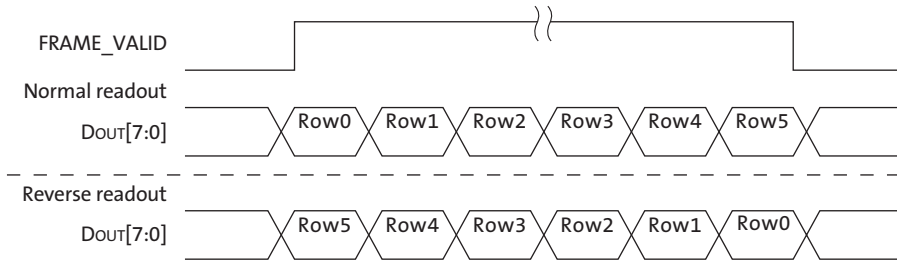 FRAME_VALID
Normal readout
DOUT[7:0] Row0 Row1 Row2 Row3 Row4 Row5
Reverse readout
DOUT[7:0] Row5 Row4 Row3 Row2 Row1 Row0